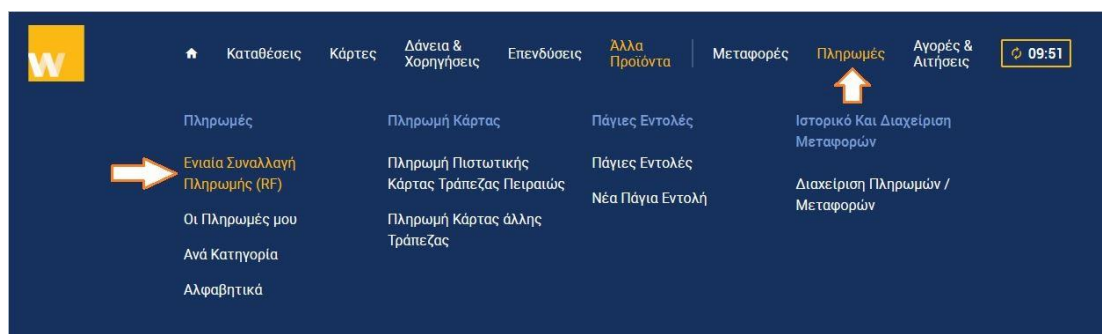 W
Καταθέσεις
Κάρτες
Δάνεια &
Χορηγήσεις
Επενδύσεις
Άλλα
Προϊόντα
Μεταφορές
Πληρωμές
Αγορές &
Αιτήσεις
09:51
Πληρωμές
Ενιαία Συναλλαγή
Πληρωμής (RF)
Οι Πληρωμές μου
Ανά Κατηγορία
Αλφαβητικά
Πληρωμή Κάρτας
Πληρωμή Πιστωτικής
Κάρτας Τράπεζας Πειραιώς
Πληρωμή Κάρτας άλλης
Τράπεζας
Πάγιες Εντολές
Πάγιες Εντολές
Νέα Πάγια Εντολή
Ιστορικό Και Διαχείριση
Μεταφορών
Διαχείριση Πληρωμών /
Μεταφορών